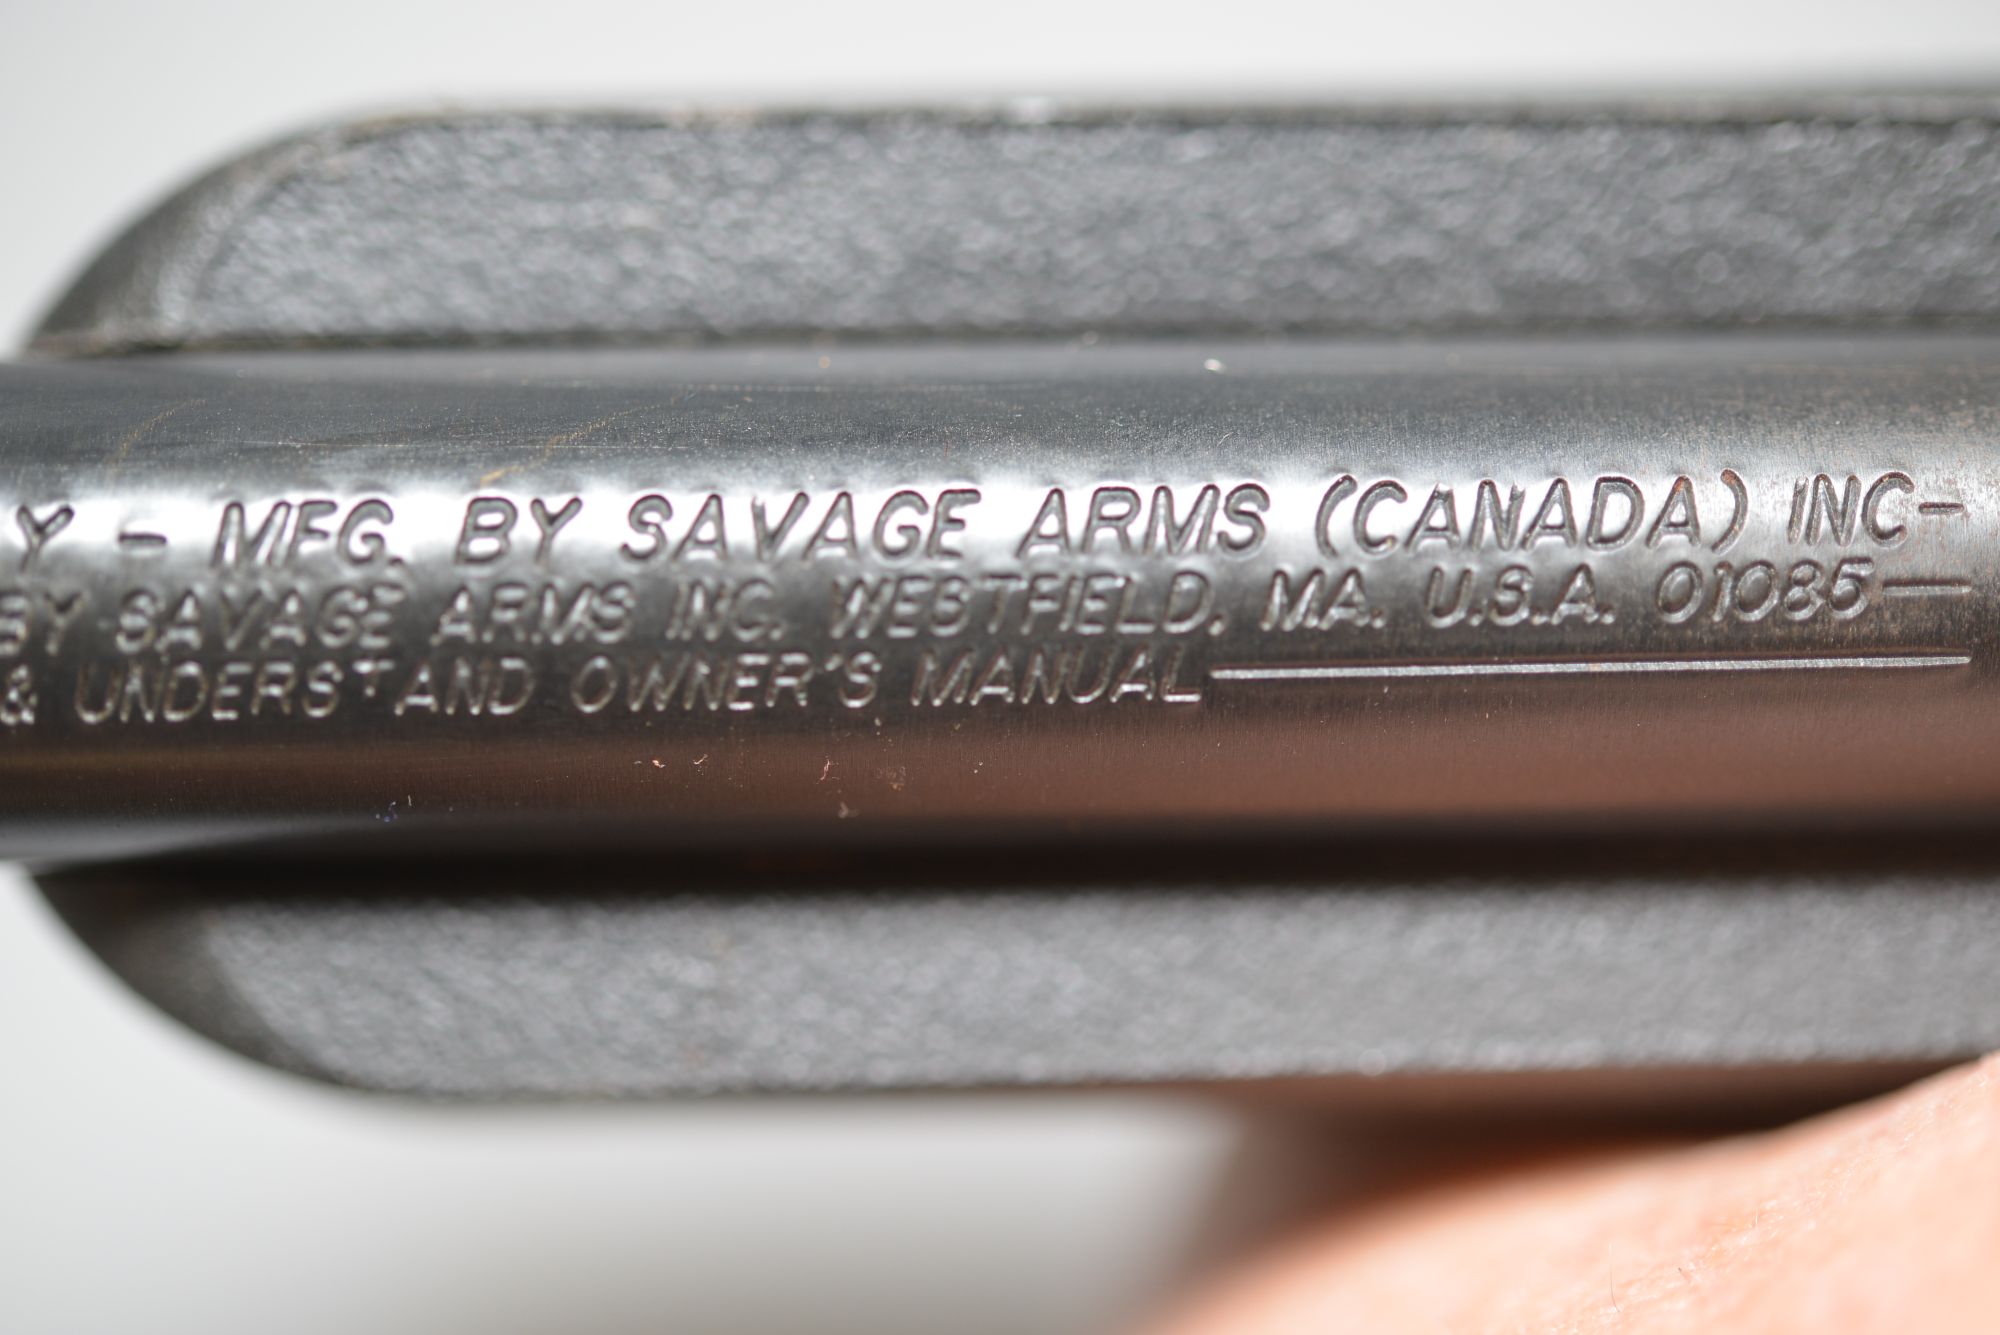 Y - MFG. BY SAVAGE ARMS (CANADA) INC-
BY SAVAGE ARMS INC. WESTFIELD, MA. U.S.A. 01085—
& UNDERSTAND OWNER'S MANUAL—